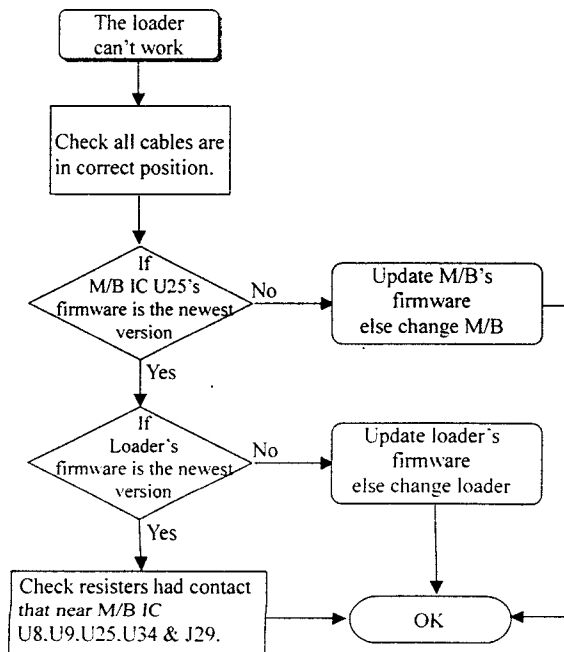 The loader
can't work
Check all cables are
in correct position.
If
M/B IC U25's
firmware is the newest
version
No
Update M/B's
firmware
else change M/B
Yes
If
Loader's
firmware is the newest
version
No
Update loader's
firmware
else change loader
Yes
Check resisters had contact
that near M/B IC
U8.U9.U25.U34 & J29.
OK